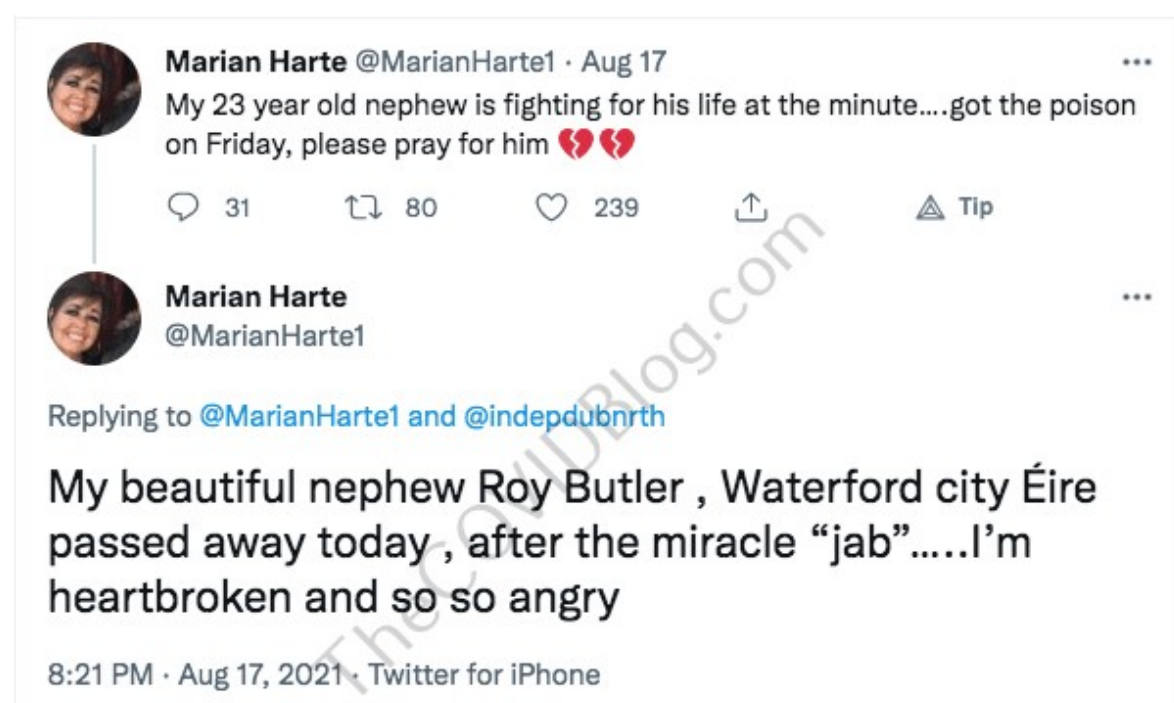 Marian Harte @MarianHarte1 · Aug 17
My 23 year old nephew is fighting for his life at the minute....got the poison
on Friday, please pray for him 💔💔
31 80 239 Tip
Marian Harte
@MarianHarte1
Replying to @MarianHarte1 and @indepdubnrth
My beautiful nephew Roy Butler , Waterford city Éire
passed away today , after the miracle “jab”.....I’m
heartbroken and so so angry
8:21 PM · Aug 17, 2021 · Twitter for iPhone
TheCOVIDBlog.com